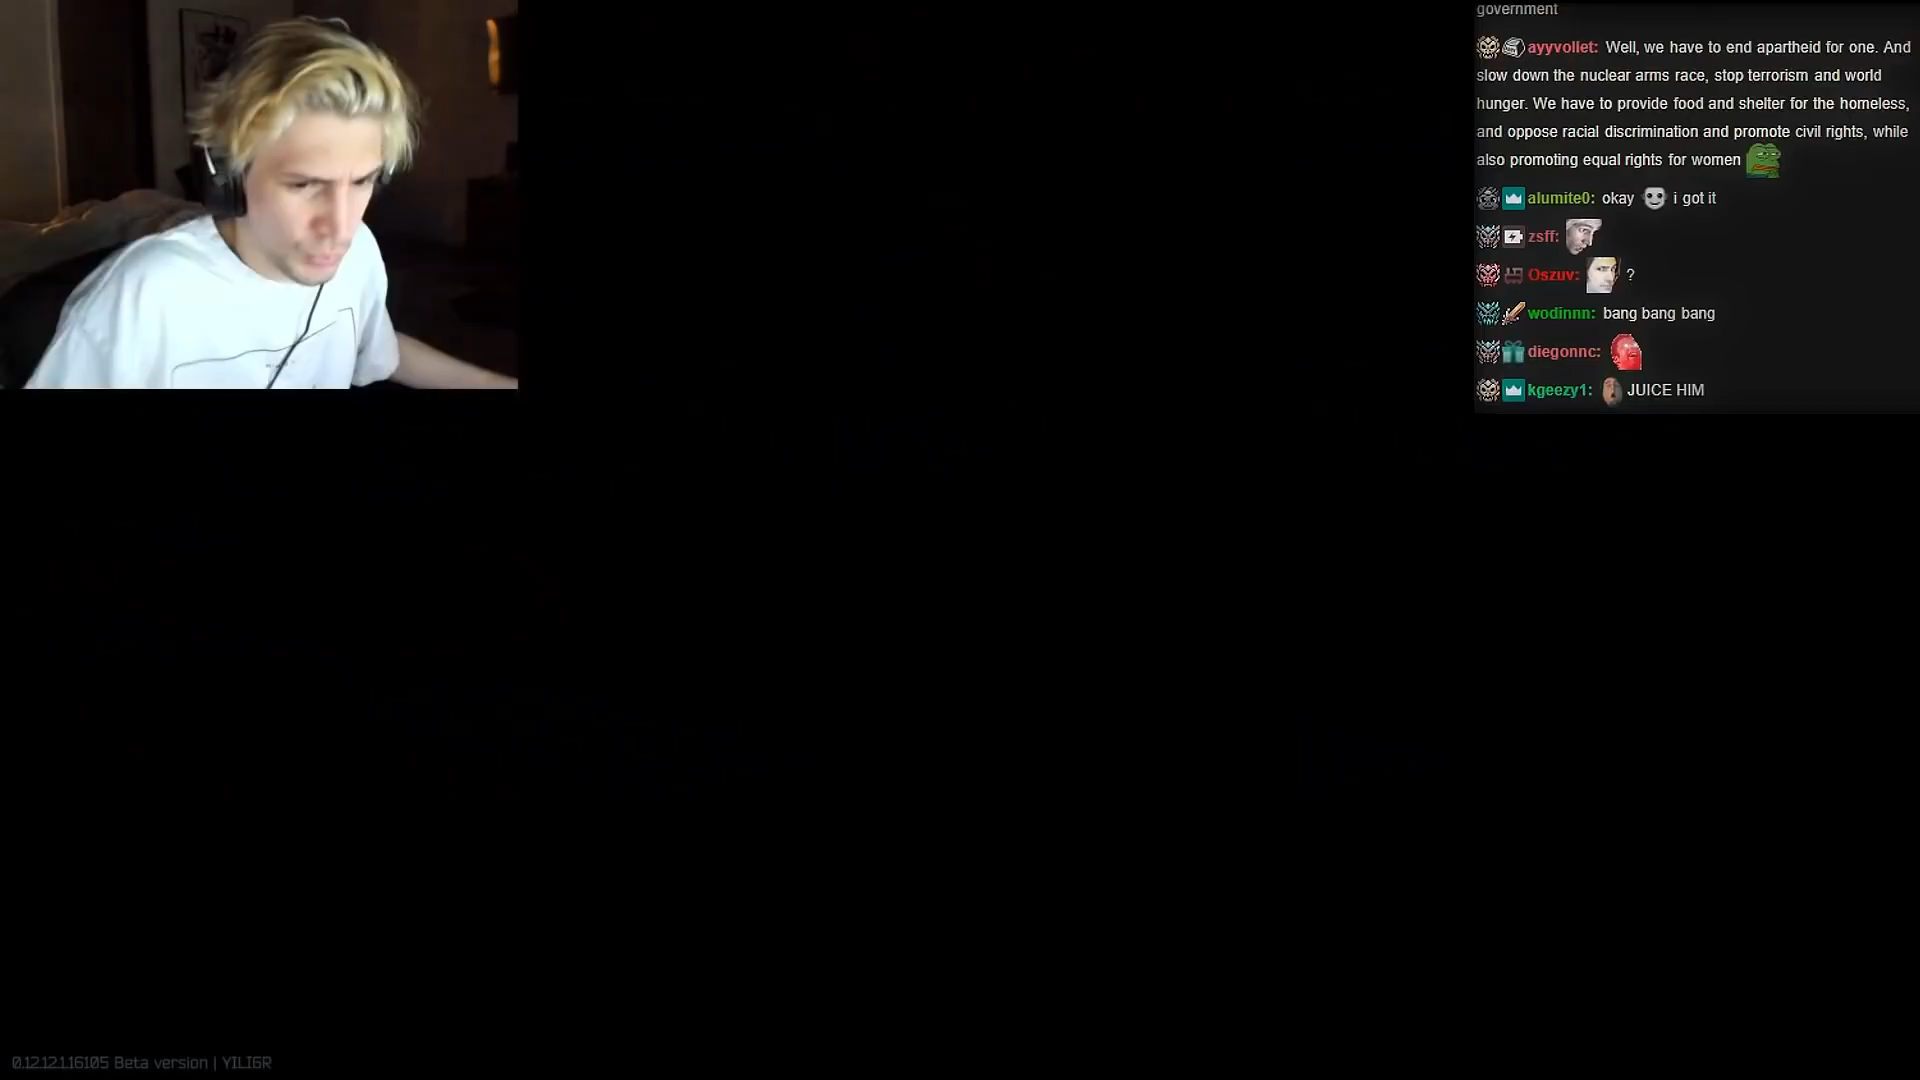 government
ayyvollet: Well, we have to end apartheid for one. And
slow down the nuclear arms race, stop terrorism and world
hunger. We have to provide food and shelter for the homeless,
and oppose racial discrimination and promote civil rights, while
also promoting equal rights for women
alumite0: okay i got it
zsff:
Oszuv: ?
wodinnn: bang bang bang
diegonnc:
kgeezy1: JUICE HIM
0.12.12.1.16105 Beta version | YILI6R